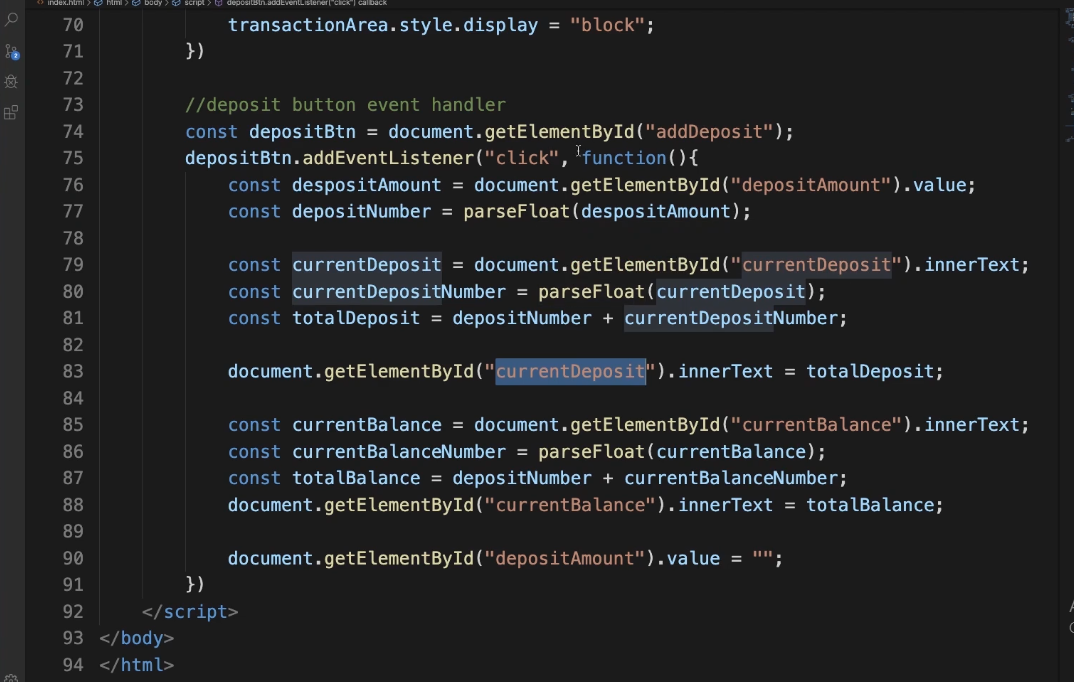 index.html > html > body > script > depositBtn.addEventListener("click") callback
70 transactionArea.style.display = "block";
71 })
72
73 //deposit button event handler
74 const depositBtn = document.getElementById("addDeposit");
75 depositBtn.addEventListener("click", function(){
76 const despositAmount = document.getElementById("depositAmount").value;
77 const depositNumber = parseFloat(despositAmount);
78
79 const currentDeposit = document.getElementById("currentDeposit").innerText;
80 const currentDepositNumber = parseFloat(currentDeposit);
81 const totalDeposit = depositNumber + currentDepositNumber;
82
83 document.getElementById("currentDeposit").innerText = totalDeposit;
84
85 const currentBalance = document.getElementById("currentBalance").innerText;
86 const currentBalanceNumber = parseFloat(currentBalance);
87 const totalBalance = depositNumber + currentBalanceNumber;
88 document.getElementById("currentBalance").innerText = totalBalance;
89
90 document.getElementById("depositAmount").value = "";
91 })
92 </script>
93 </body>
94 </html>